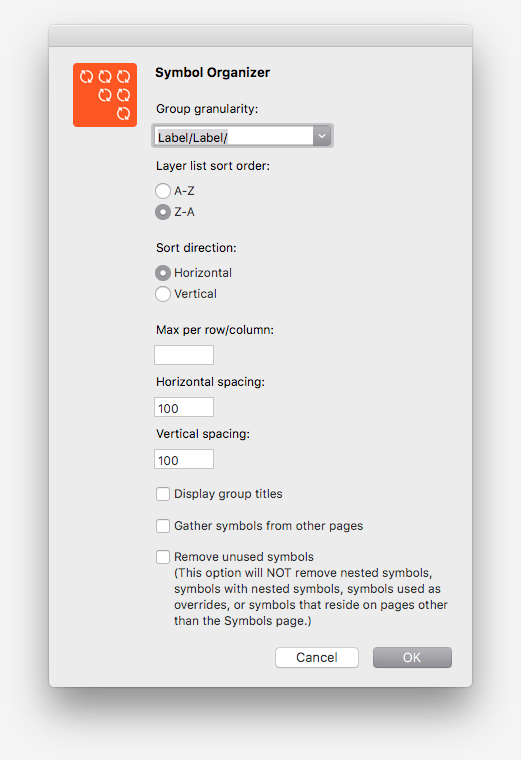 Symbol Organizer
Group granularity:
Label/Label/
Layer list sort order:
A-Z
Z-A
Sort direction:
Horizontal
Vertical
Max per row/column:
Horizontal spacing:
100
Vertical spacing:
100
Display group titles
Gather symbols from other pages
Remove unused symbols
(This option will NOT remove nested symbols,
symbols with nested symbols, symbols used as
overrides, or symbols that reside on pages other
than the Symbols page.)
Cancel
OK